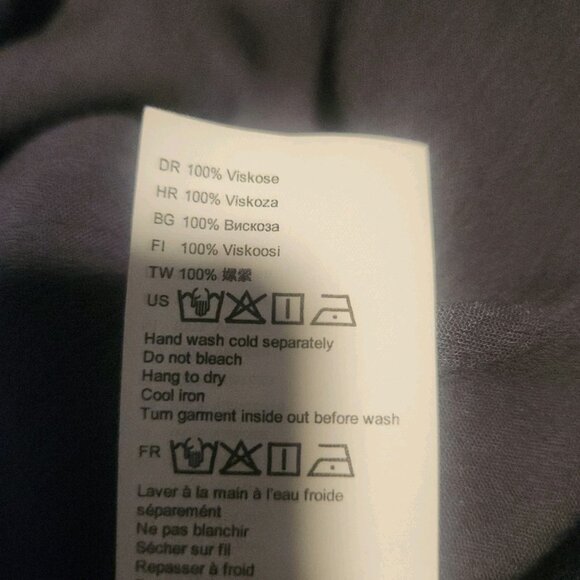 DR 100% Viskose
HR 100% Viskoza
BG 100% Вискоза
FI 100% Viskoosi
TW 100% 嫘縈
US
Hand wash cold separately
Do not bleach
Hang to dry
Cool iron
Turn garment inside out before wash
FR
Laver à la main à l'eau froide
séparemént
Ne pas blanchir
Sécher sur fil
Repasser à froid